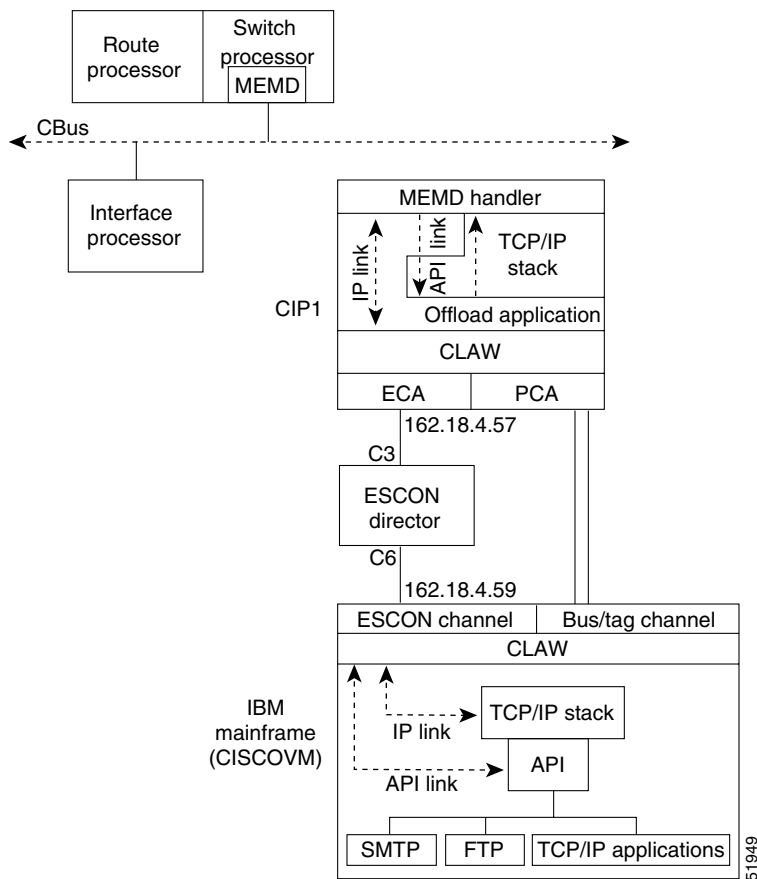 Route
processor
Switch
processor
MEMD
CBus
Interface
processor
MEMD handler
IP link
API link
TCP/IP
stack
Offload application
CIP1
CLAW
ECA
PCA
162.18.4.57
C3
ESCON
director
C6
162.18.4.59
ESCON channel
Bus/tag channel
CLAW
IBM
mainframe
(CISCOVM)
TCP/IP stack
IP link
API
API link
SMTP
FTP
TCP/IP applications
51949